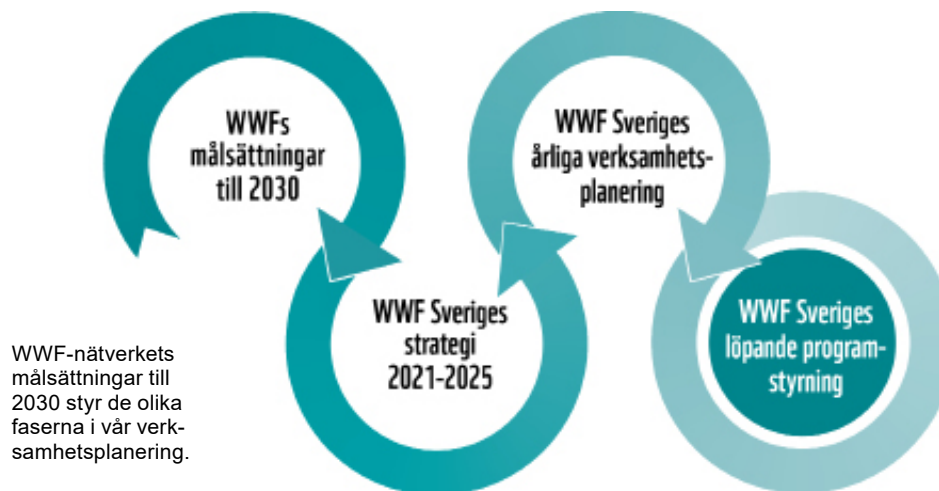 WWFs
målsättningar
till 2030
WWF Sveriges
strategi
2021-2025
WWF Sveriges
årliga verksamhets-
planering
WWF Sveriges
löpande program-
styrning
WWF-nätverkets
målsättningar till
2030 styr de olika
faserna i vår verk-
samhetsplanering.